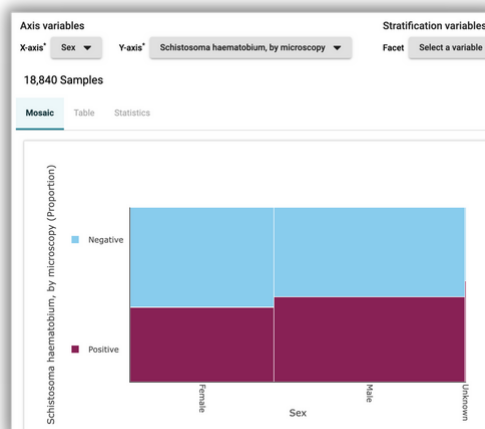 Axis variables
Stratification variables
X-axis* Sex Y-axis* Schistosoma haematobium, by microscopy Facet Select a variable
18,840 Samples
Mosaic Table Statistics
Schistosoma haematobium, by microscopy (Proportion)
Negative
Positive
Female
Male
Unknown
Sex